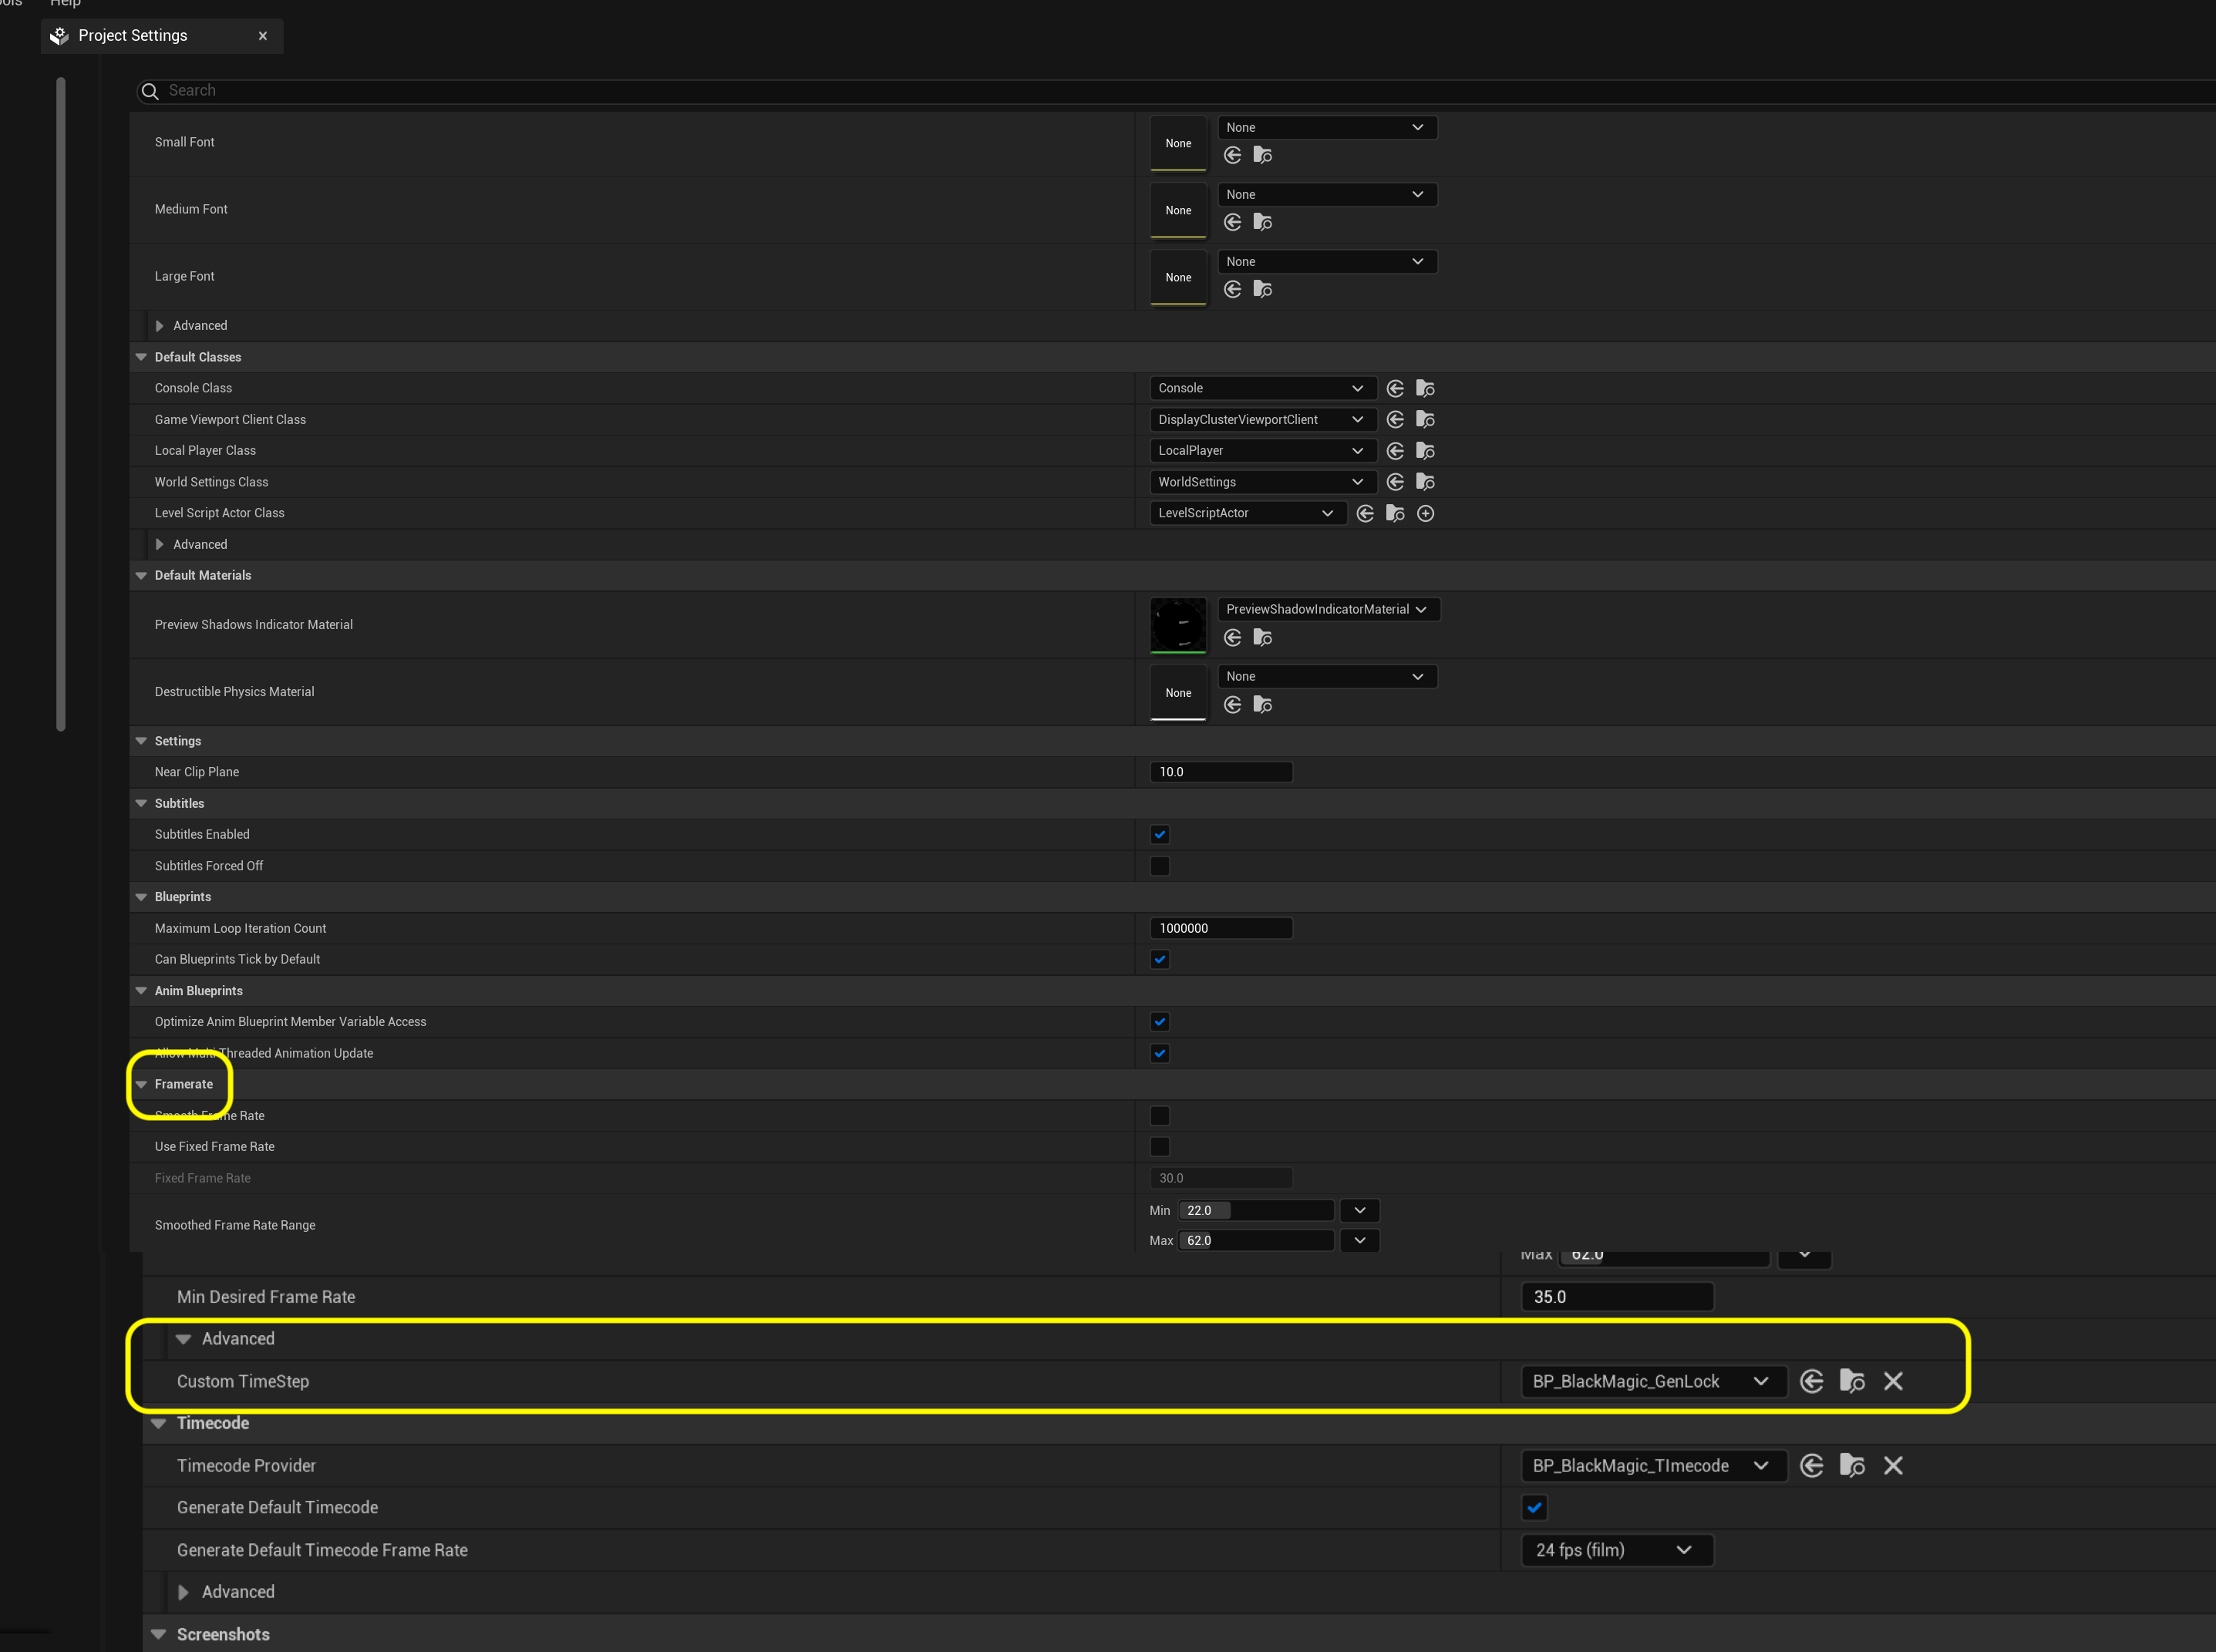 Help
Project Settings
Search
Small Font
None
None
Medium Font
None
None
Large Font
None
None
Advanced
Default Classes
Console Class
Console
Game Viewport Client Class
DisplayClusterViewportClient
Local Player Class
LocalPlayer
World Settings Class
WorldSettings
Level Script Actor Class
LevelScriptActor
Advanced
Default Materials
Preview Shadows Indicator Material
PreviewShadowIndicatorMaterial
Destructible Physics Material
None
None
Settings
Near Clip Plane
10.0
Subtitles
Subtitles Enabled
Subtitles Forced Off
Blueprints
Maximum Loop Iteration Count
1000000
Can Blueprints Tick by Default
Anim Blueprints
Optimize Anim Blueprint Member Variable Access
Allow Multi Threaded Animation Update
Framerate
Smooth Frame Rate
Use Fixed Frame Rate
Fixed Frame Rate
30.0
Smoothed Frame Rate Range
Min 22.0
Max 62.0
Max 62.0
Min Desired Frame Rate
35.0
Advanced
Custom TimeStep
BP_BlackMagic_GenLock
Timecode
Timecode Provider
BP_BlackMagic_TImecode
Generate Default Timecode
Generate Default Timecode Frame Rate
24 fps (film)
Advanced
Screenshots